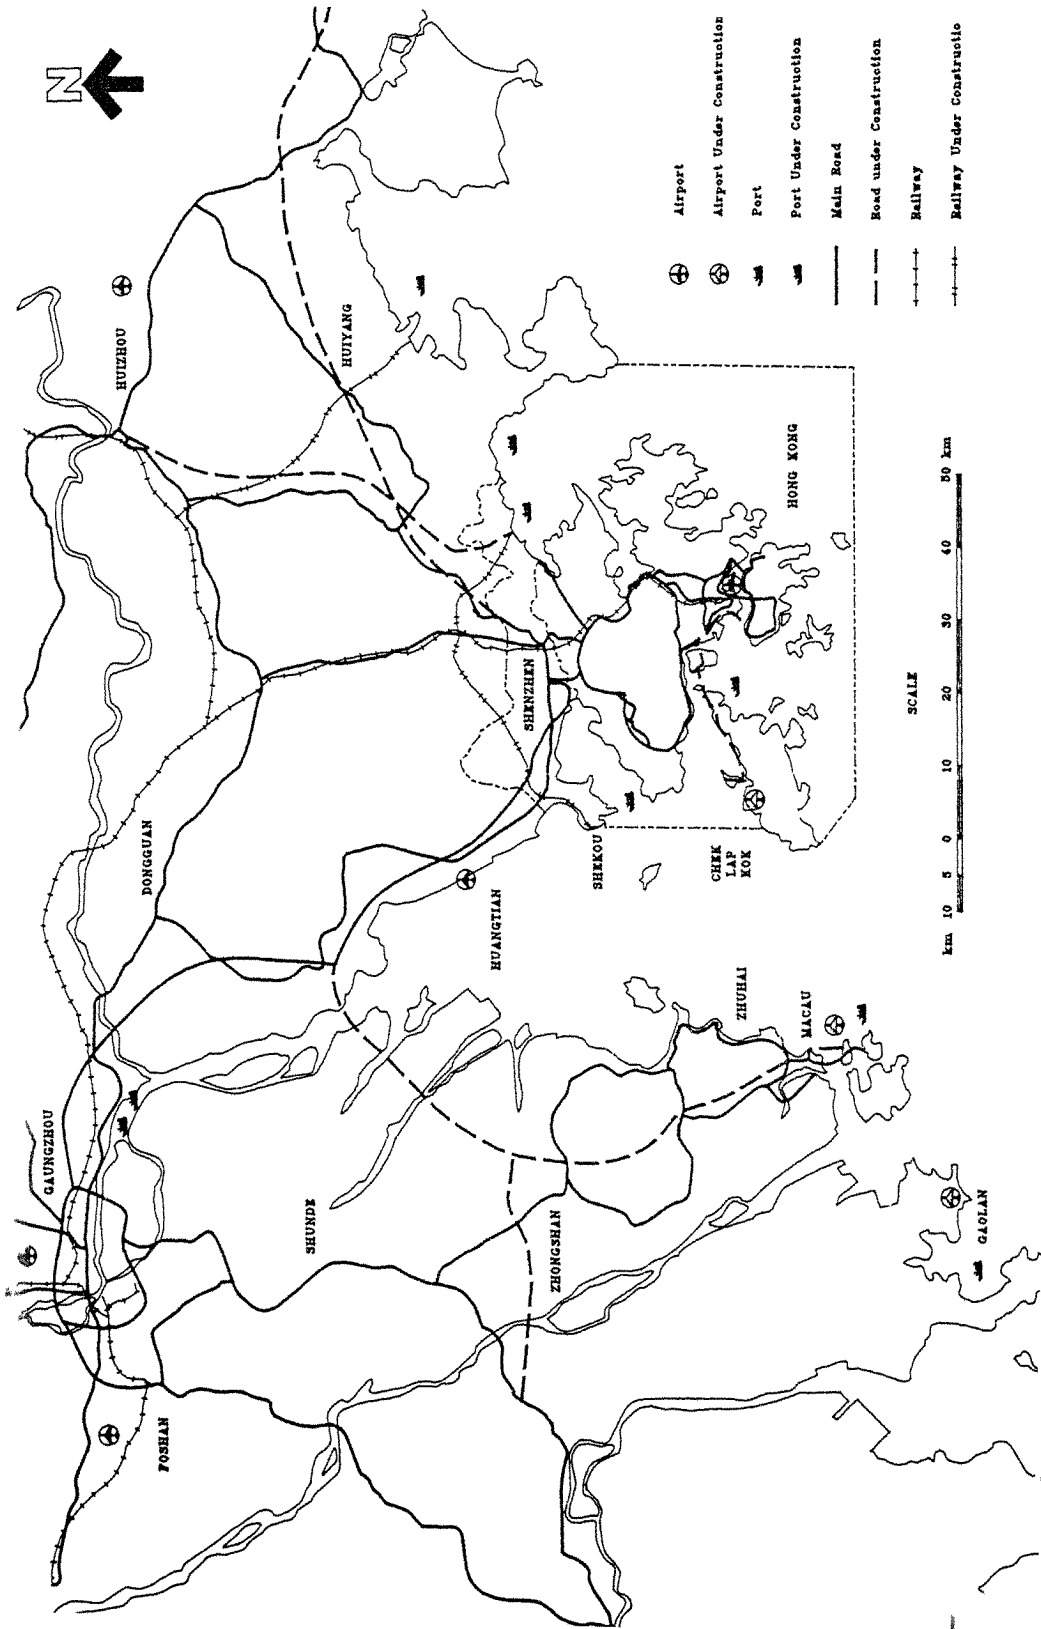 N
GAUNGZHOU
HUIZHOU
DONGGUAN
FOSHAN
SHUNDE
HUIYANG
HUANGTIAN
SHENZHEN
ZHONGSHAN
SHEKOU
CHEK
LAP
KOK
ZHUHAI
MACAU
HONG KONG
GAOLAN
Airport
Airport Under Construction
Port
Port Under Construction
Main Road
Road under Construction
Railway
Railway Under Constructio
SCALE
km 10 5 0 10 20 30 40 50 km